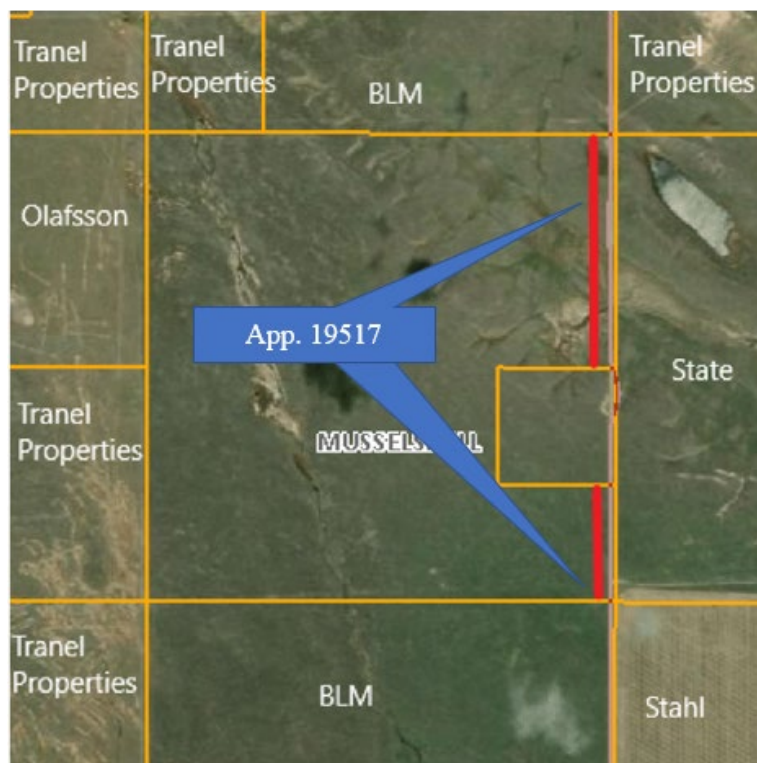 Tranel
Properties
Tranel
Properties
BLM
Tranel
Properties
Olafsson
App. 19517
State
Tranel
Properties
Tranel
Properties
BLM
Stahl